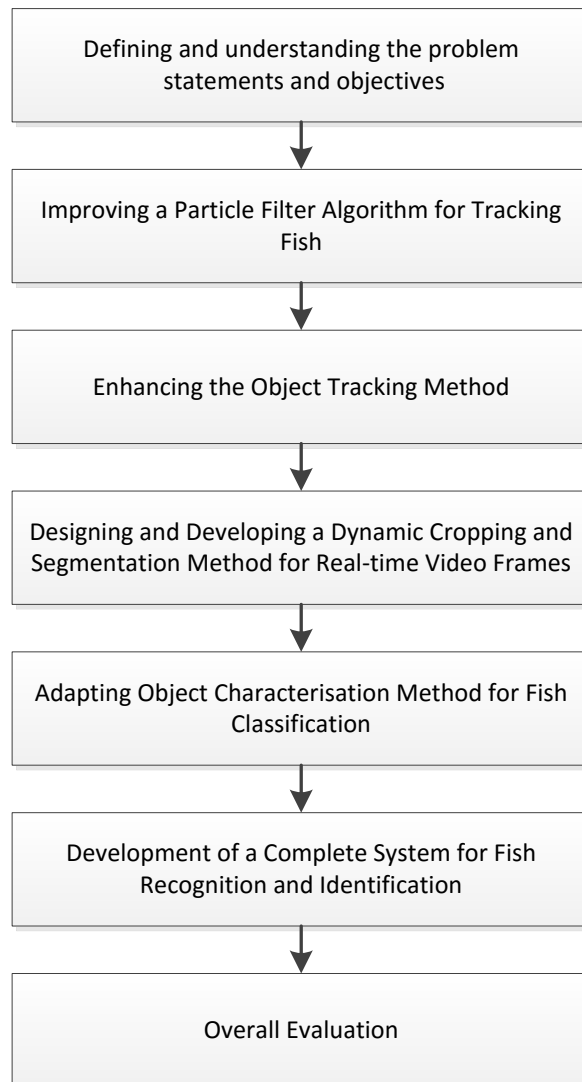 Defining and understanding the problem
statements and objectives
Improving a Particle Filter Algorithm for Tracking
Fish
Enhancing the Object Tracking Method
Designing and Developing a Dynamic Cropping and
Segmentation Method for Real-time Video Frames
Adapting Object Characterisation Method for Fish
Classification
Development of a Complete System for Fish
Recognition and Identification
Overall Evaluation